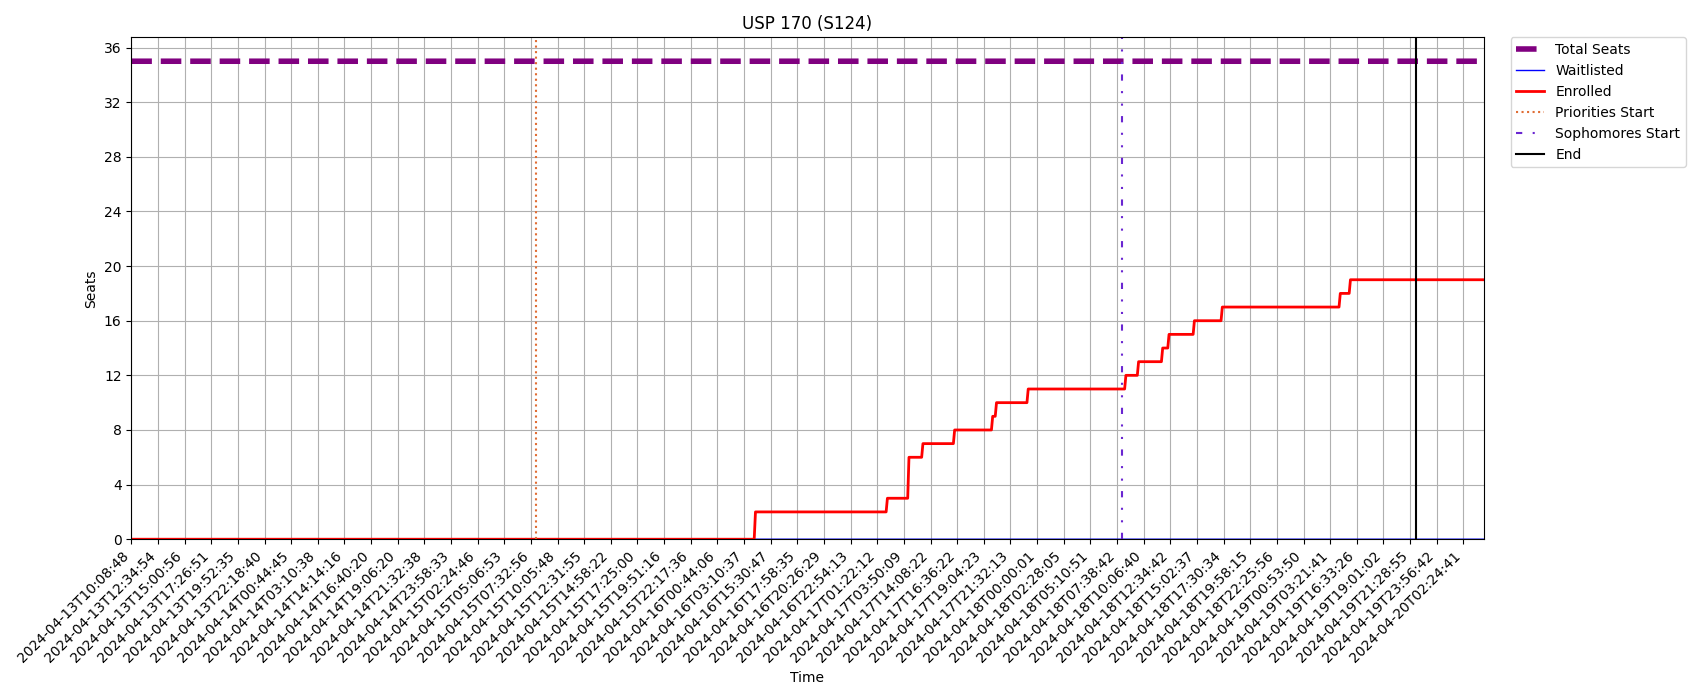 USP 170 (S124)
Total Seats
Waitlisted
Enrolled
Priorities Start
Sophomores Start
End
Seats
36
32
28
24
20
16
12
8
4
0
2024-04-13T10:08:48
2024-04-13T12:34:54
2024-04-13T15:00:56
2024-04-13T17:26:51
2024-04-13T19:52:35
2024-04-13T22:18:40
2024-04-14T00:44:45
2024-04-14T03:10:38
2024-04-14T14:14:16
2024-04-14T16:40:20
2024-04-14T19:06:20
2024-04-14T21:32:38
2024-04-14T23:58:33
2024-04-15T02:24:46
2024-04-15T05:06:53
2024-04-15T07:32:56
2024-04-15T10:05:48
2024-04-15T12:31:55
2024-04-15T14:58:22
2024-04-15T17:25:00
2024-04-15T19:51:16
2024-04-15T22:17:36
2024-04-16T00:44:06
2024-04-16T03:10:37
2024-04-16T15:30:47
2024-04-16T17:58:35
2024-04-16T20:26:29
2024-04-16T22:54:13
2024-04-17T01:22:12
2024-04-17T03:50:09
2024-04-17T14:08:22
2024-04-17T16:36:22
2024-04-17T19:04:23
2024-04-17T21:32:13
2024-04-18T00:00:01
2024-04-18T02:28:05
2024-04-18T05:10:51
2024-04-18T07:38:42
2024-04-18T10:06:40
2024-04-18T12:34:42
2024-04-18T15:02:37
2024-04-18T17:30:34
2024-04-18T19:58:15
2024-04-18T22:25:56
2024-04-19T00:53:50
2024-04-19T03:21:41
2024-04-19T16:33:26
2024-04-19T19:01:02
2024-04-19T21:28:55
2024-04-19T23:56:42
2024-04-20T02:24:41
Time